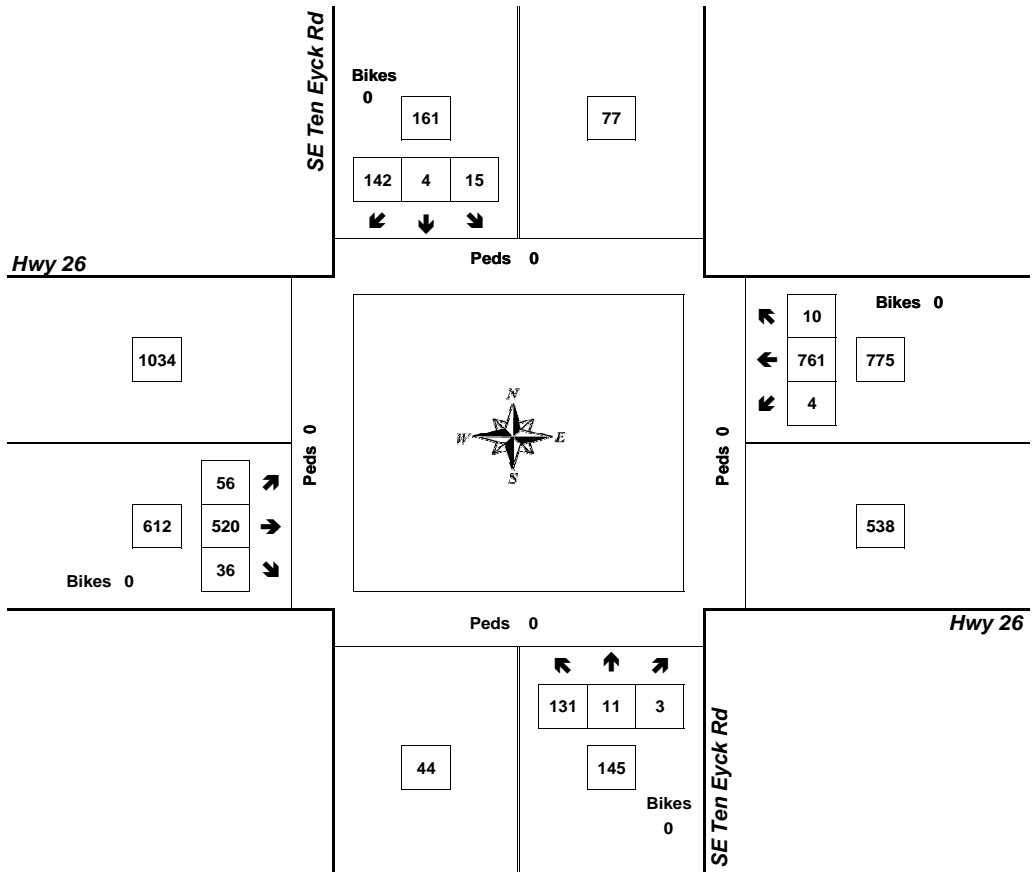 SE Ten Eyck Rd
Bikes
0
161
77
142 4 15
Peds 0
Hwy 26
Bikes 0
10
1034
761 775
4
N
W E
S
Peds 0
Peds 0
56
612 520
538
36
Bikes 0
Peds 0
Hwy 26
131 11 3
44
145
Bikes
0
SE Ten Eyck Rd